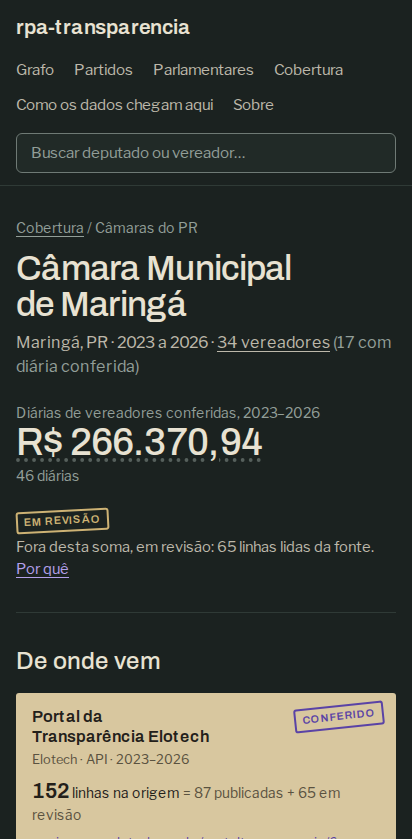 rpa-transparencia
Grafo Partidos Parlamentares Cobertura
Como os dados chegam aqui Sobre
Buscar deputado ou vereador...
Cobertura / Câmaras do PR
Câmara Municipal
de Maringá
Maringá, PR · 2023 a 2026 · 34 vereadores (17 com
diária conferida)
Diárias de vereadores conferidas, 2023–2026
R$ 266.370,94
46 diárias
EM REVISÃO
Fora desta soma, em revisão: 65 linhas lidas da fonte.
Por quê
De onde vem
Portal da
Transparência Elotech
CONFERIDO
Elotech · API · 2023–2026
152 linhas na origem = 87 publicadas + 65 em
revisão